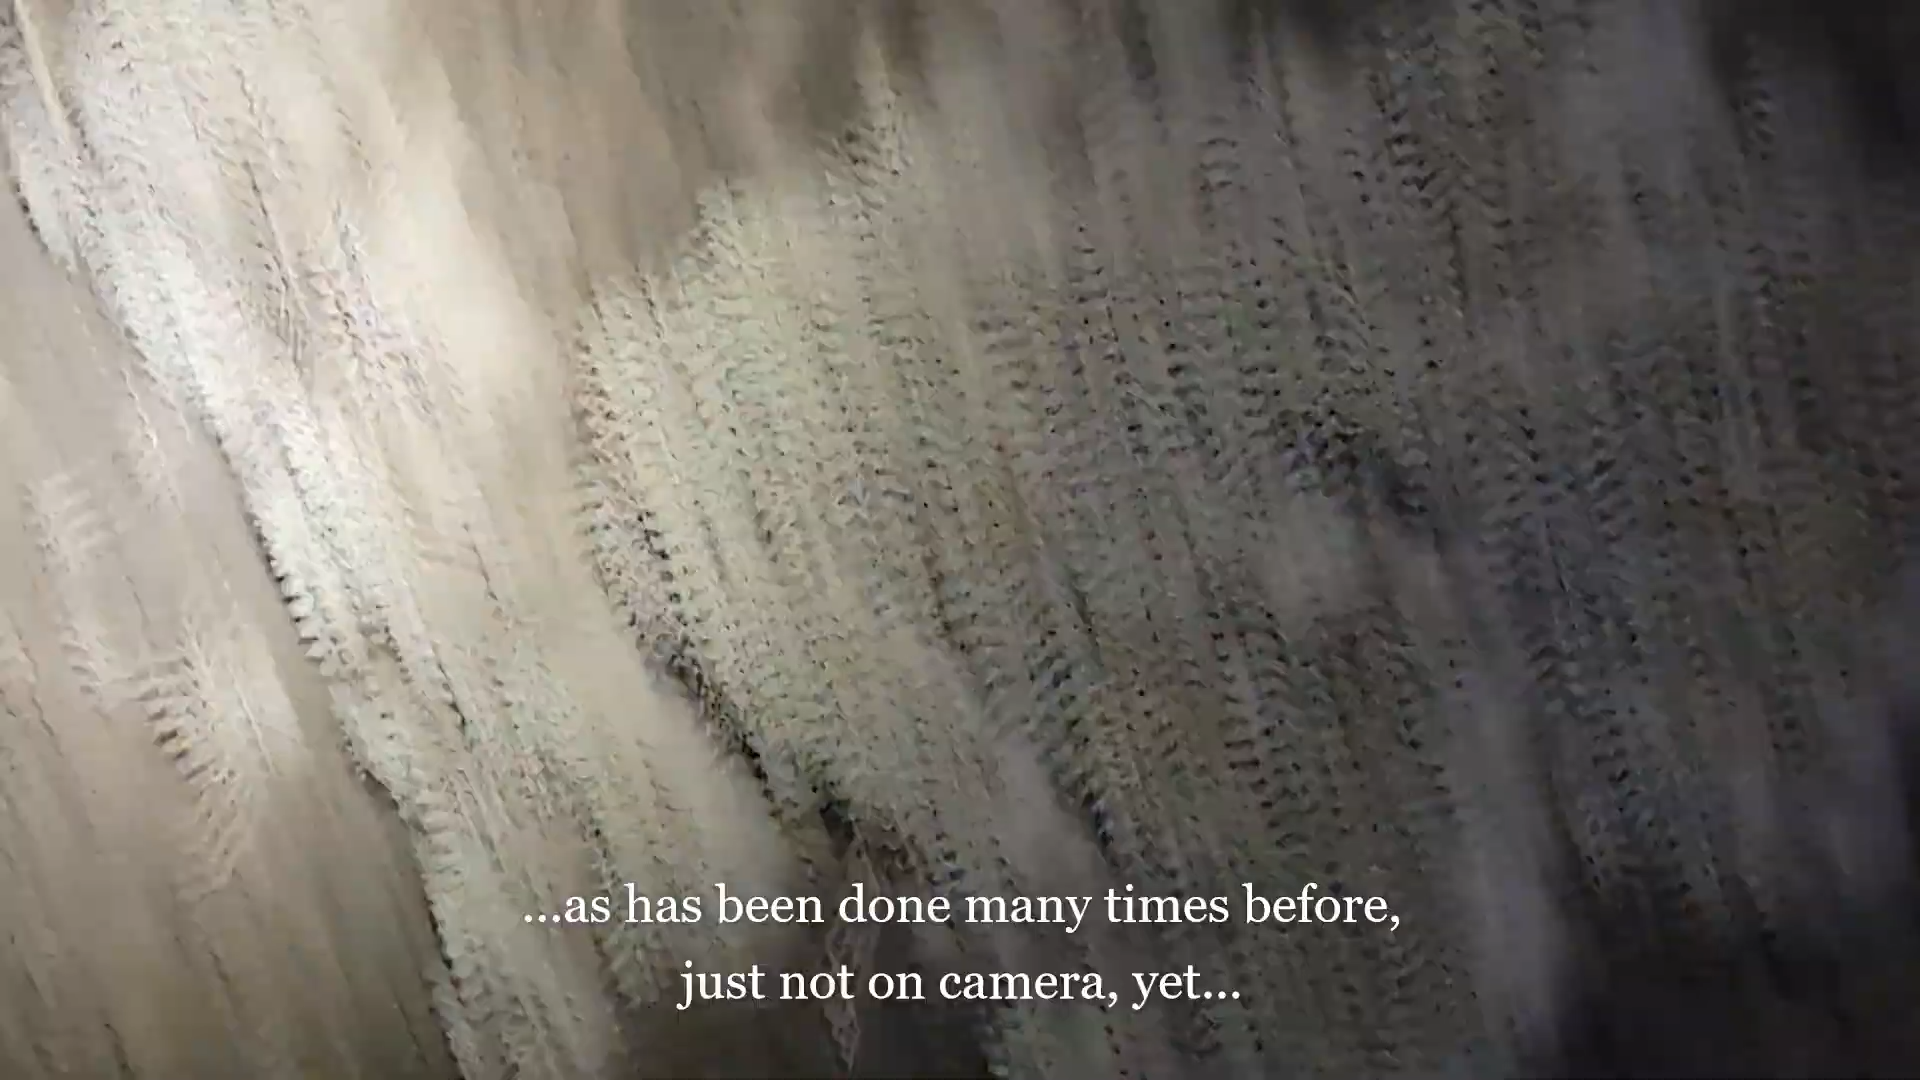 ...as has been done many times before,
just not on camera, yet...